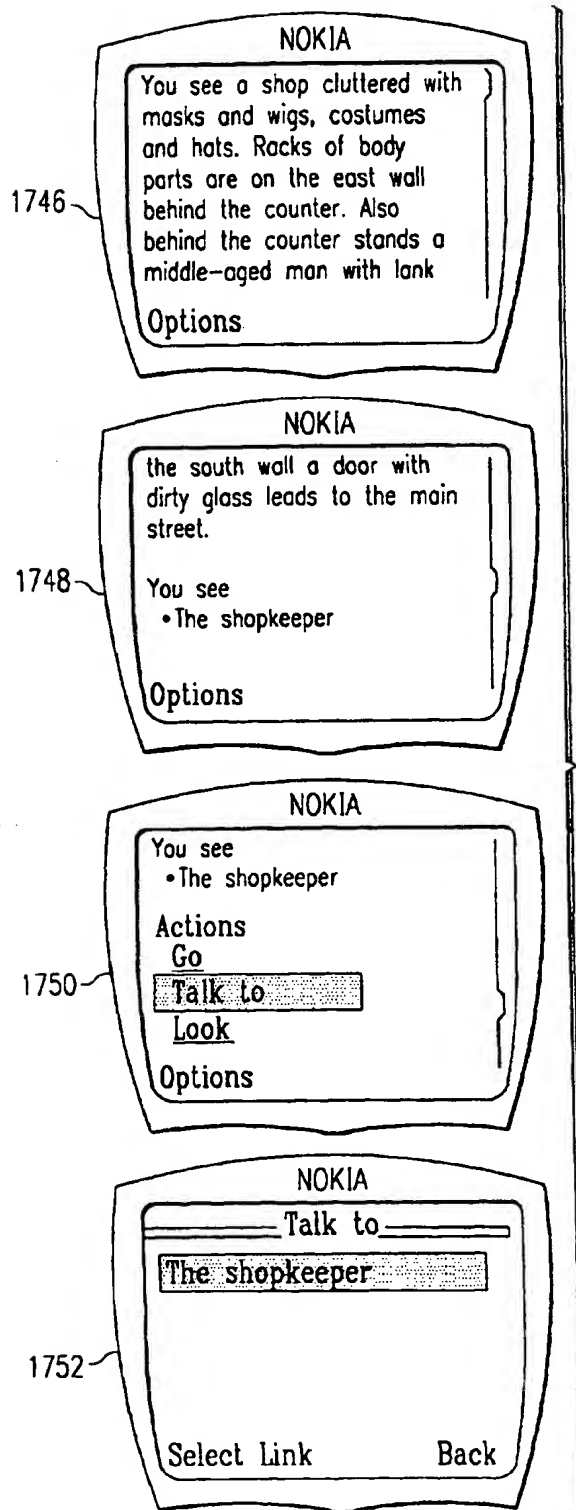 NOKIA
You see a shop cluttered with
masks and wigs, costumes
and hats. Racks of body
parts are on the east wall
behind the counter. Also
behind the counter stands a
middle-aged man with lank
Options
1746
NOKIA
the south wall a door with
dirty glass leads to the main
street.
You see
•The shopkeeper
Options
1748
NOKIA
You see
•The shopkeeper
Actions
Go
Talk to
Look
Options
1750
NOKIA
Talk to
The shopkeeper
Select Link Back
1752